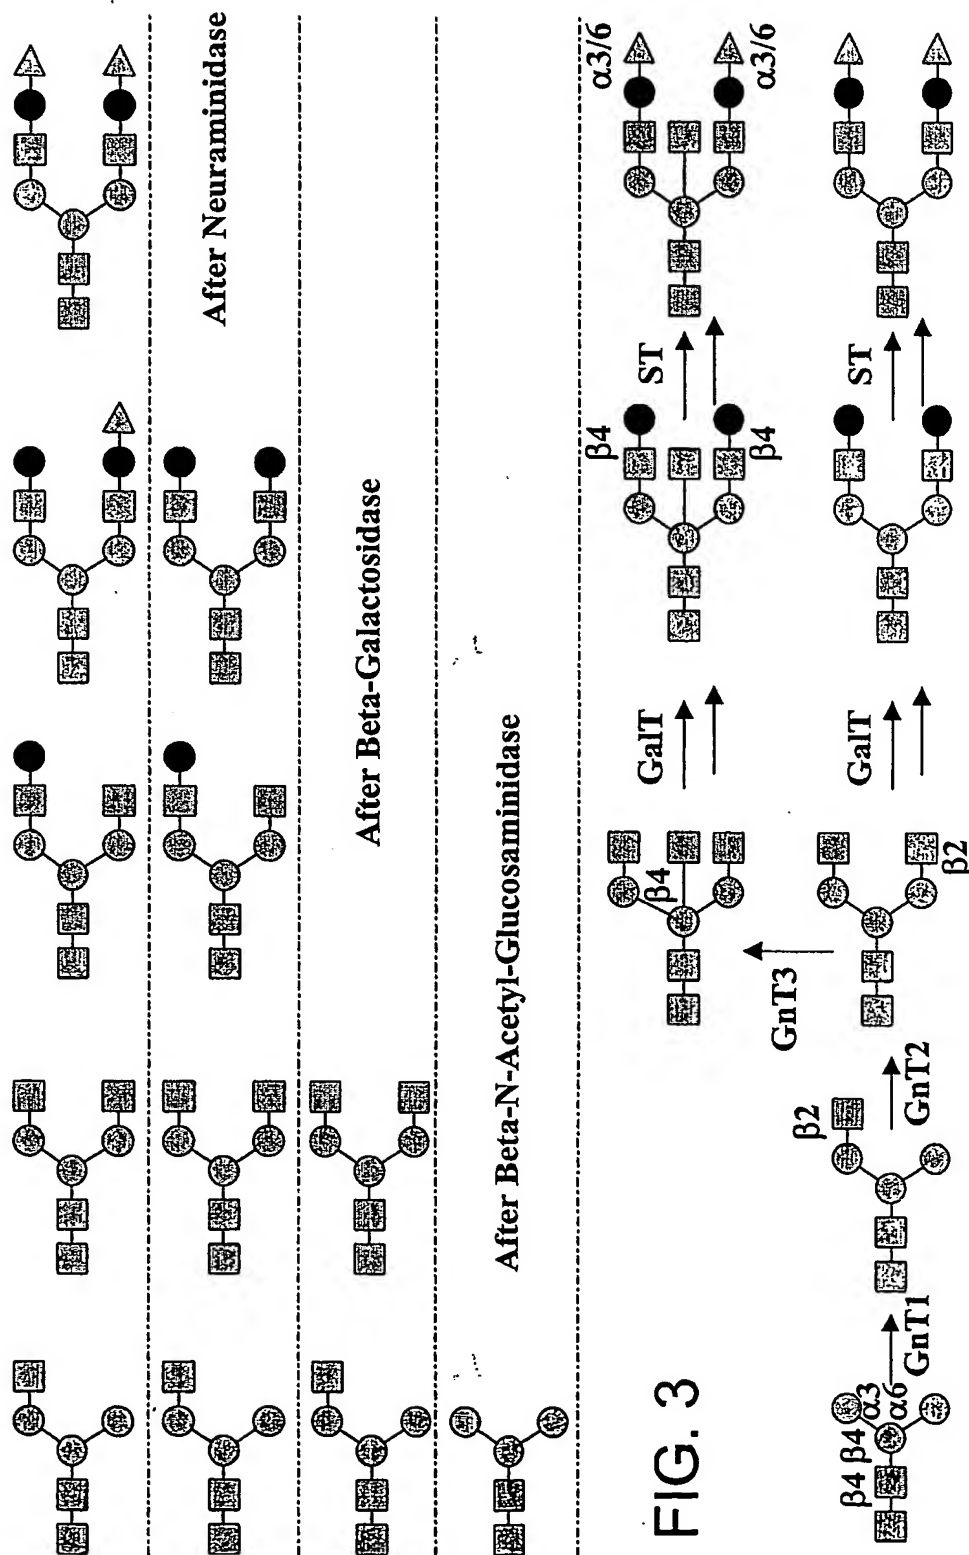 After Neuraminidase
After Beta-Galactosidase
After Beta-N-Acetyl-Glucosaminidase
FIG. 3
β4 β4 α3
α6
GnT1
β2
GnT2
β2
GnT3
β4
GalT
β4
β4
ST
α3/6
α3/6
GalT
ST